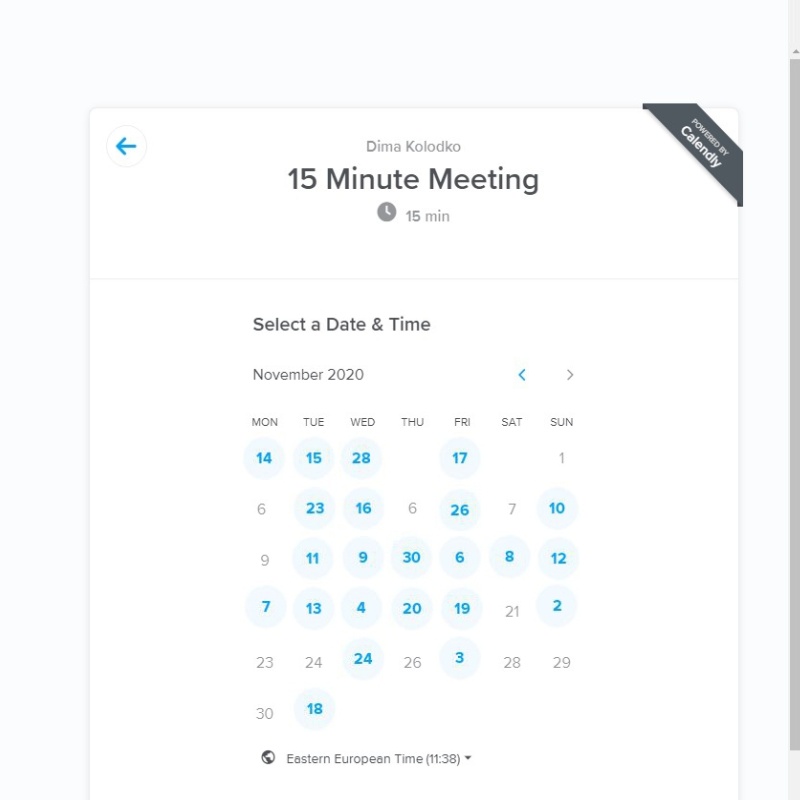 Dima Kolodko
POWERED BY
Calendly
15 Minute Meeting
15 min
Select a Date & Time
November 2020
MON TUE WED THU FRI SAT SUN
14 15 28 17 1
6 23 16 6 26 7 10
9 11 9 30 6 8 12
7 13 4 20 19 21 2
23 24 24 26 3 28 29
30 18
Eastern European Time (11:38)